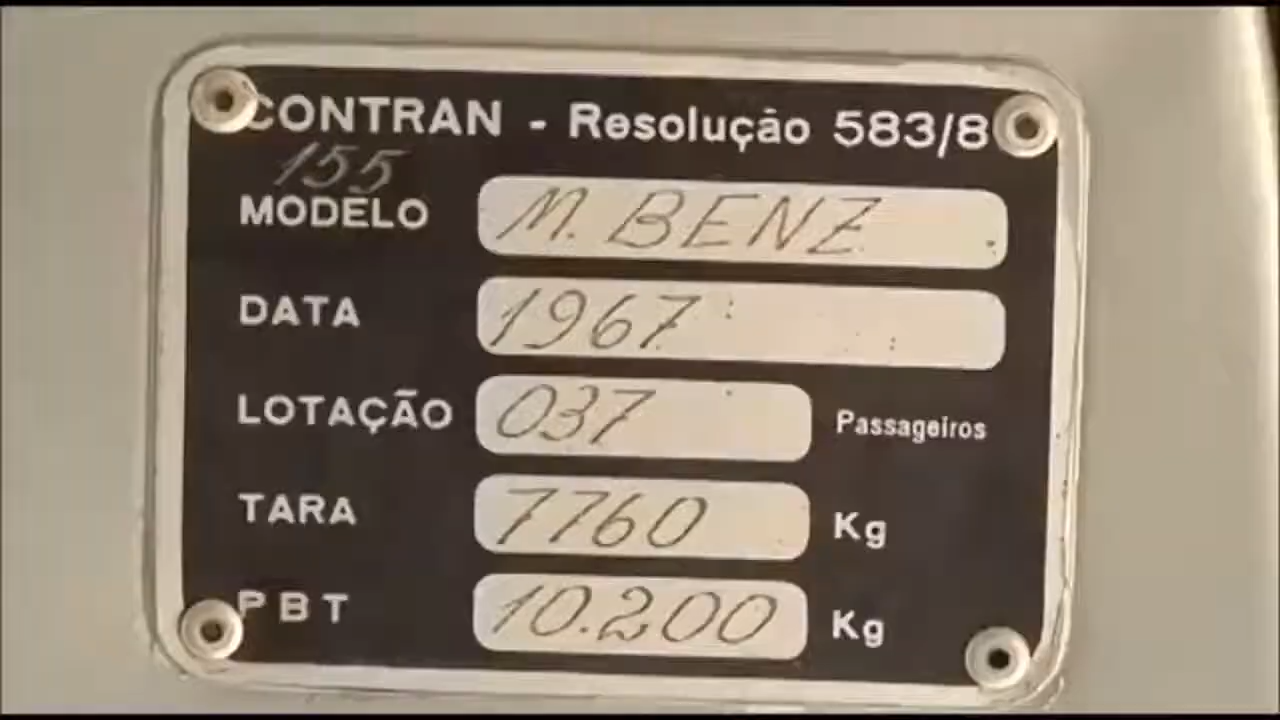 CONTRAN - Resolução 583/8
155
MODELO M. BENZ
DATA 1967
LOTAÇÃO 037 Passageiros
TARA 7760 Kg
PBT 10.200 Kg